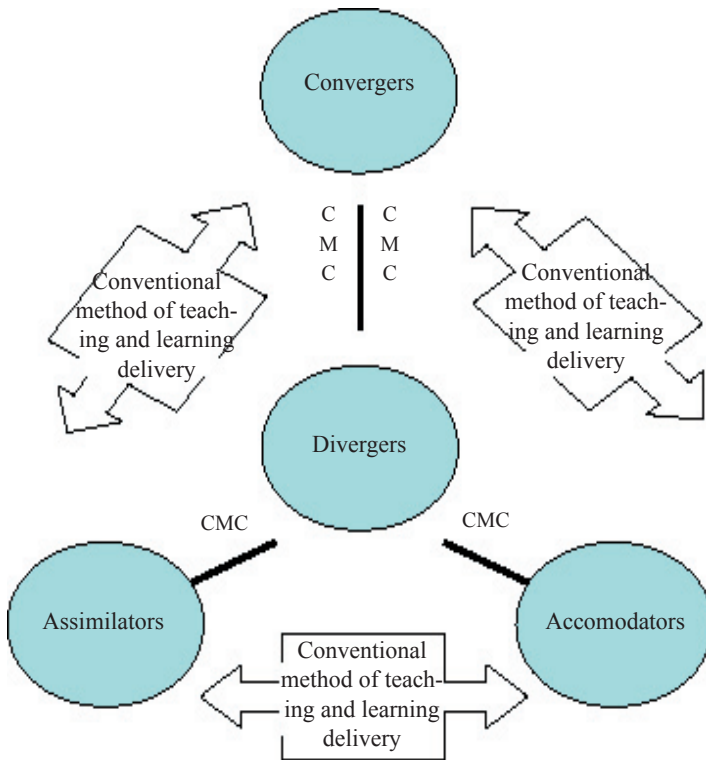 Convergers
C
M
C
C
M
C
Conventional
method of teach-
ing and learning
delivery
Conventional
method of teach-
ing and learning
delivery
Divergers
CMC
CMC
Assimilators
Accomodators
Conventional
method of teach-
ing and learning
delivery